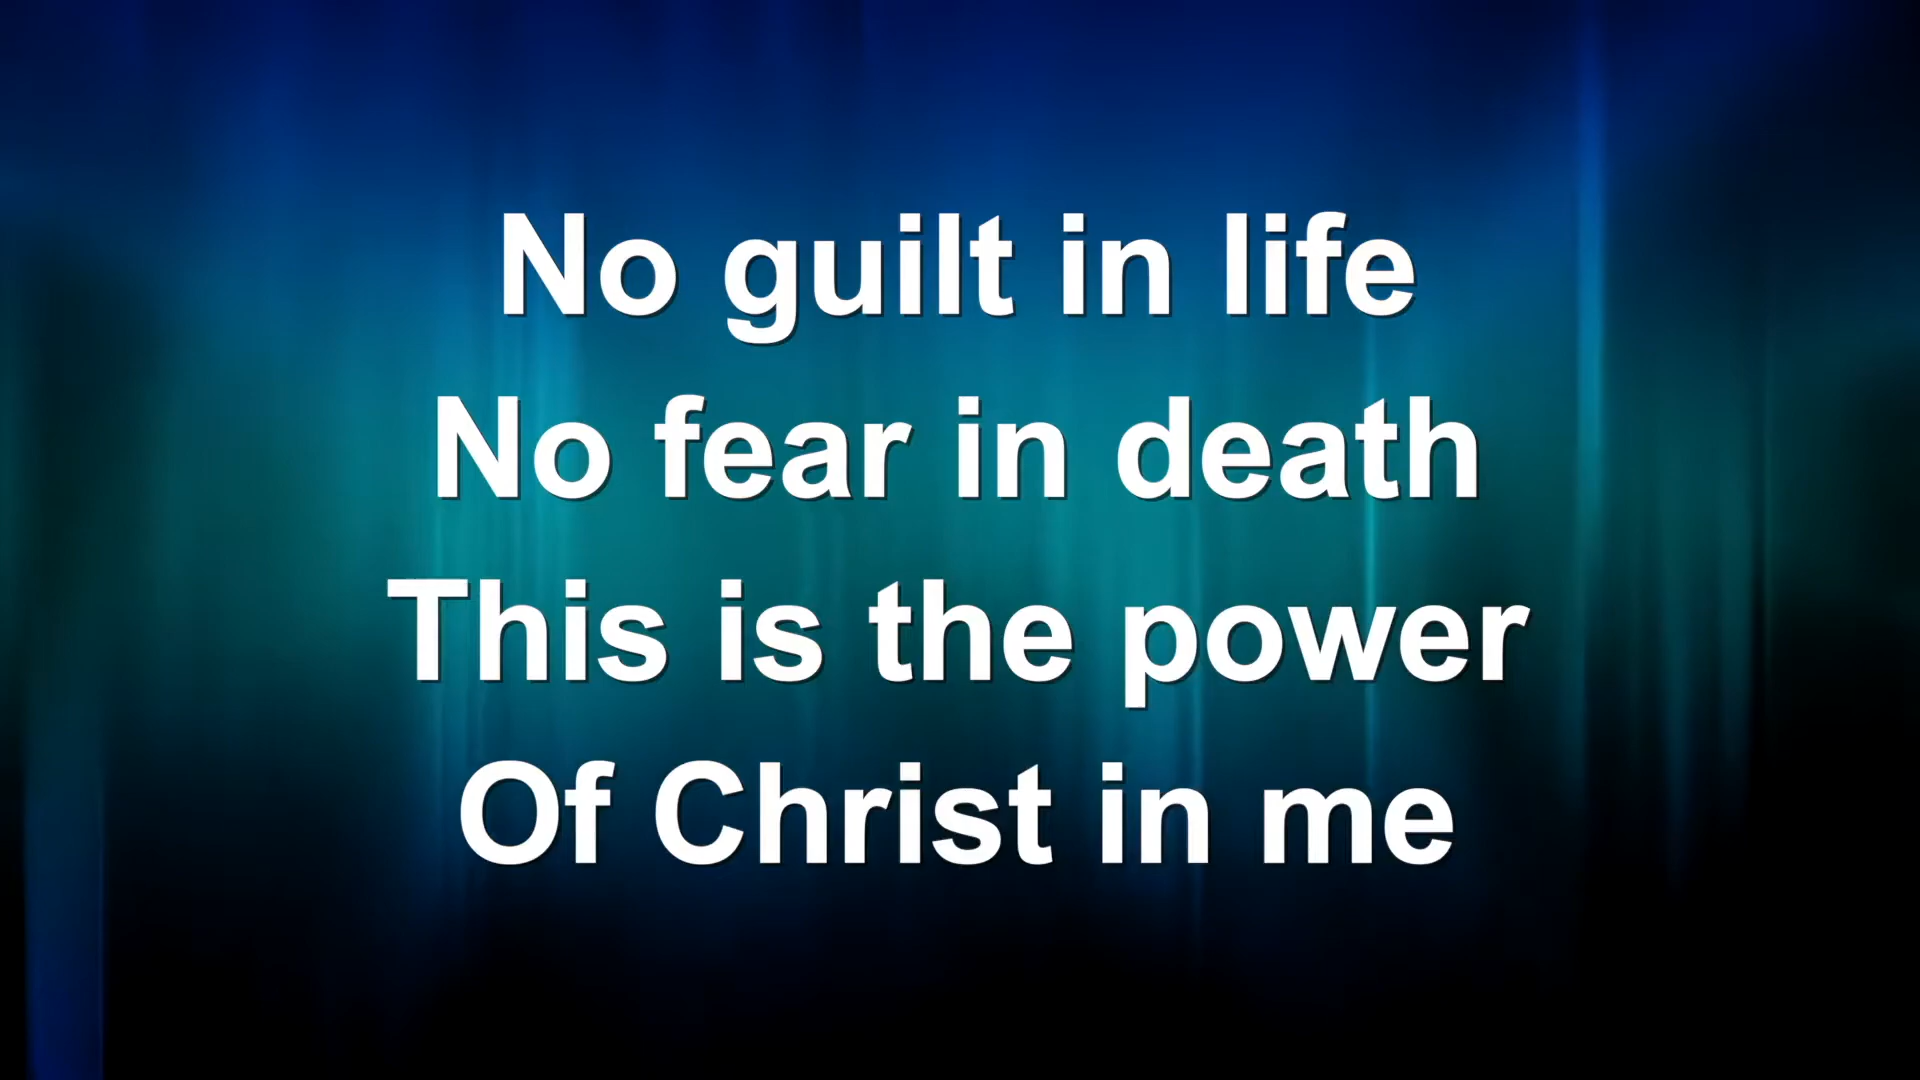 No guilt in life
No fear in death
This is the power
Of Christ in me